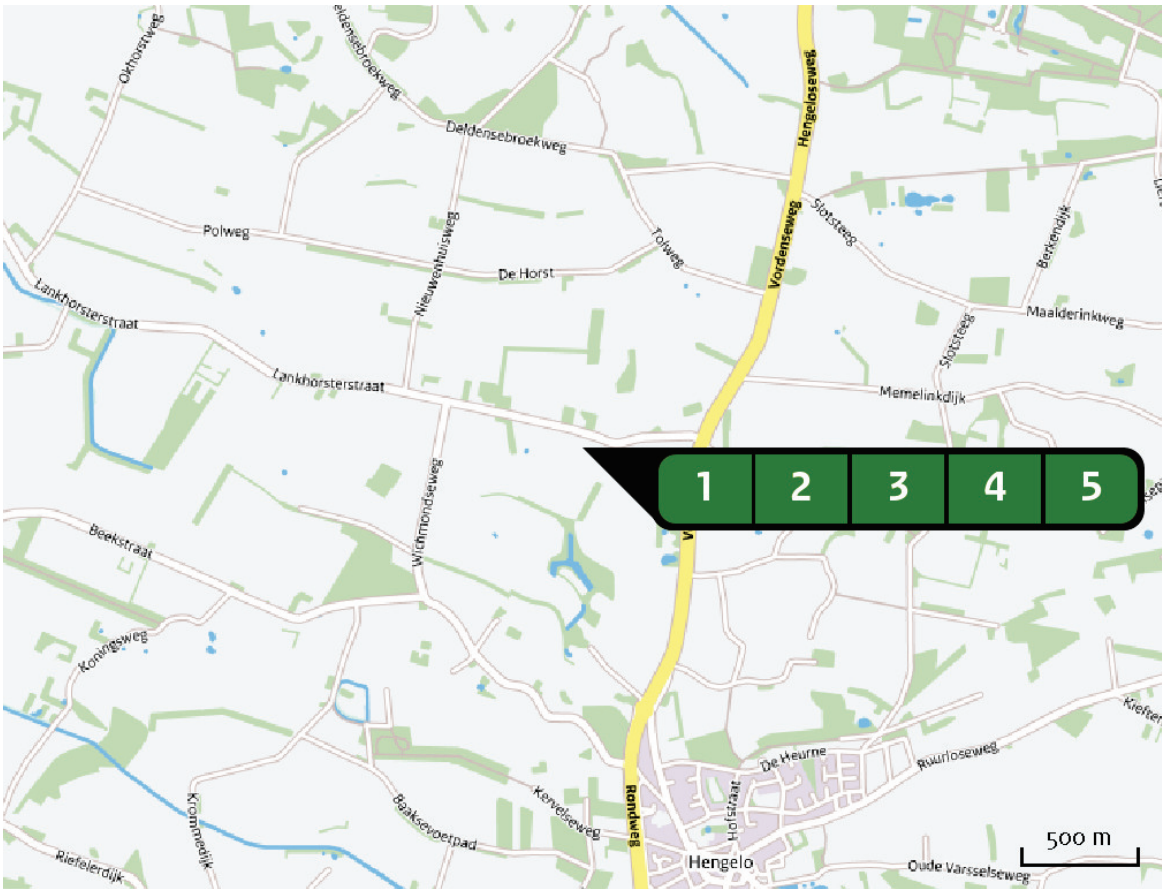 Okhorstweg
Deldensebroekweg
Hengeloseweg
Deldensebroekweg
Slotsteeg
Berkendijk
Polweg
Nieuwenhuisweg
Tolweg
Vordenseweg
De Horst
Lankhorsterstraat
Maalderinkweg
Slotsteeg
Lankhorsterstraat
Memelinkdijk
1 2 3 4 5
Wichmondseweg
Beekstraat
Koningsweg
Kiefter
De Heurne
Ruurloseweg
Krommedijk
Baaksevoetpad
Kervelseweg
Rondweg
Hofstraat
500 m
Riefelerdijk
Hengelo
Oude Varsselseweg